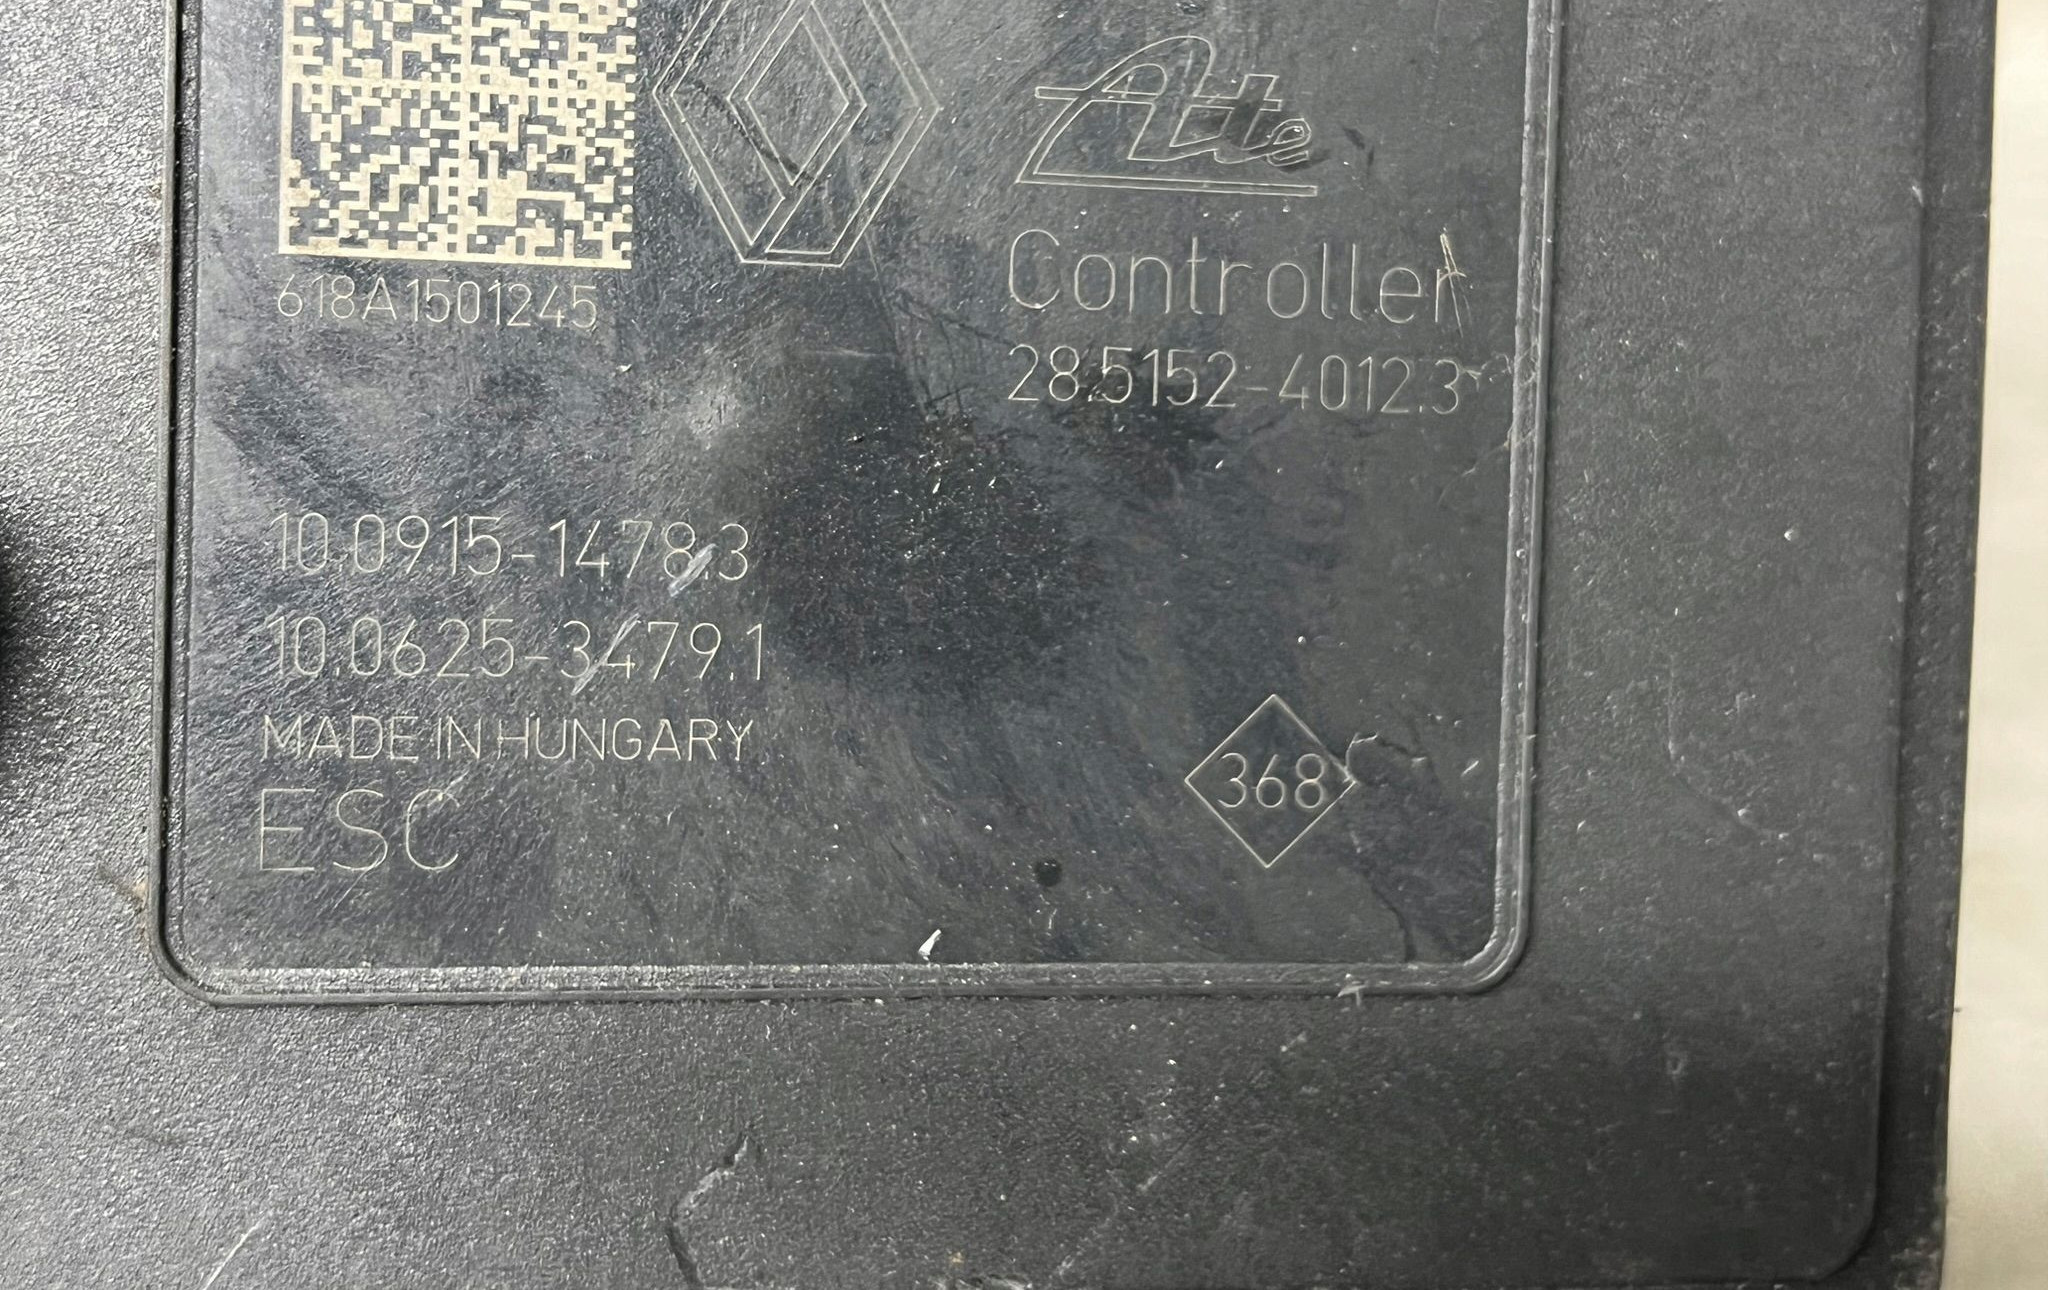 Ate
618A1501245
Controller
28.5152-4012.3
10.0915-1478.3
10.0625-3479.1
MADE IN HUNGARY
ESC
368